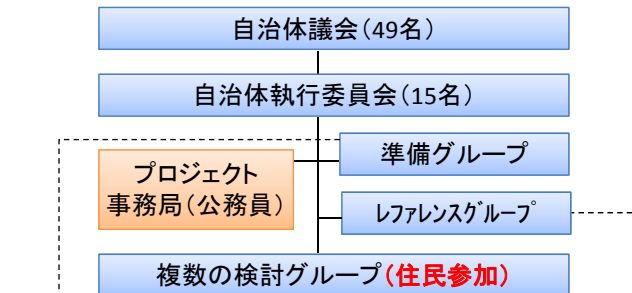 自治体議会（49名）
自治体執行委員会（15名）
準備グループ
プロジェクト
事務局（公務員）
ﾚﾌｧﾚﾝｽｸﾞﾙｰﾌﾟ
複数の検討グループ（住民参加）